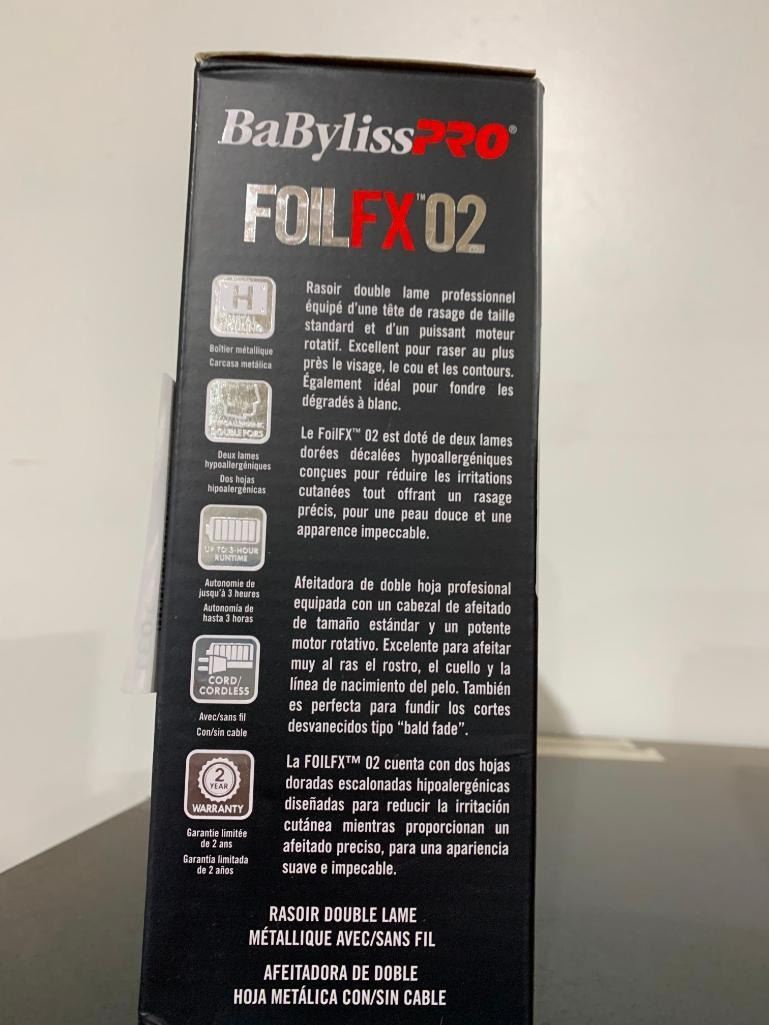 BaBylissPRO®
FOILFX™02
H
METAL
HOUSING
Boîtier métallique
Carcasa metálica
HYPOALLERGENIC
DOUBLE FOILS
Deux lames
hypoallergéniques
Dos hojas
hipoalergénicas
UP TO 3-HOUR
RUNTIME
Autonomie de
jusqu'à 3 heures
Autonomía de
hasta 3 horas
CORD/
CORDLESS
Avec/sans fil
Con/sin cable
2
YEAR
WARRANTY
Garantie limitée
de 2 ans
Garantía limitada
de 2 años
Rasoir double lame professionnel
équipé d'une tête de rasage de taille
standard et d'un puissant moteur
rotatif. Excellent pour raser au plus
près le visage, le cou et les contours.
Également idéal pour fondre les
dégradés à blanc.
Le FoilFX™ 02 est doté de deux lames
dorées décalées hypoallergéniques
conçues pour réduire les irritations
cutanées tout offrant un rasage
précis, pour une peau douce et une
apparence impeccable.
Afeitadora de doble hoja profesional
equipada con un cabezal de afeitado
de tamaño estándar y un potente
motor rotativo. Excelente para afeitar
muy al ras el rostro, el cuello y la
línea de nacimiento del pelo. También
es perfecta para fundir los cortes
desvanecidos tipo “bald fade”.
La FOILFX™ 02 cuenta con dos hojas
doradas escalonadas hipoalergénicas
diseñadas para reducir la irritación
cutánea mientras proporcionan un
afeitado preciso, para una apariencia
suave e impecable.
RASOIR DOUBLE LAME
MÉTALLIQUE AVEC/SANS FIL
AFEITADORA DE DOBLE
HOJA METÁLICA CON/SIN CABLE